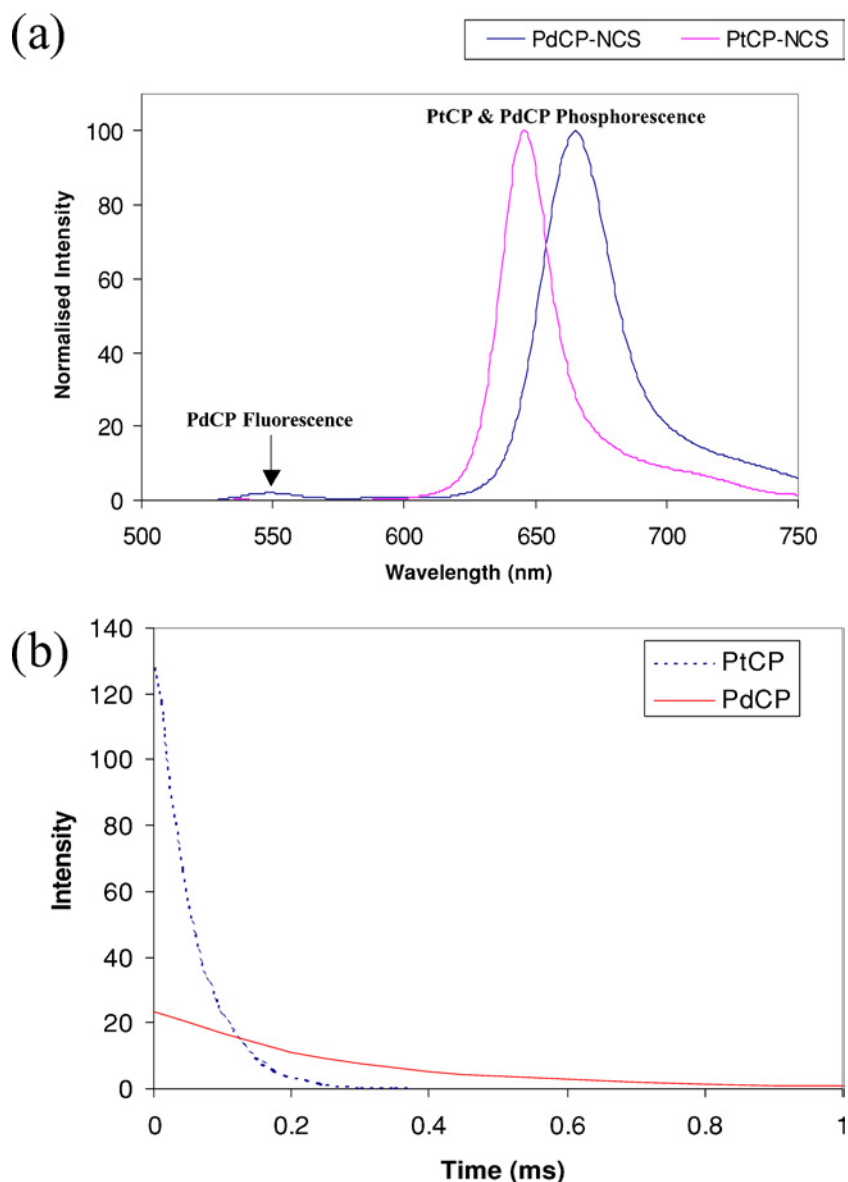 (a)
PdCP-NCS PtCP-NCS
PtCP & PdCP Phosphorescence
PdCP Fluorescence
Normalised Intensity
100
80
60
40
20
0
500 550 600 650 700 750
Wavelength (nm)
(b)
PtCP
PdCP
Intensity
140
120
100
80
60
40
20
0
0 0.2 0.4 0.6 0.8 1
Time (ms)